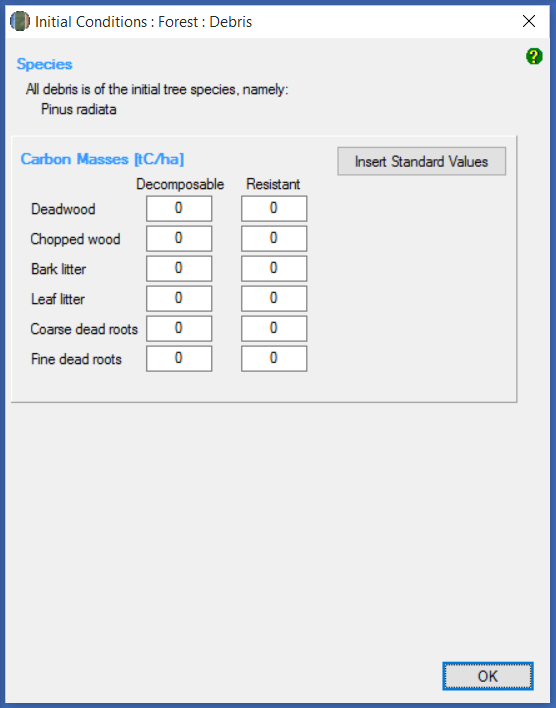 Initial Conditions : Forest : Debris
?
Species
All debris is of the initial tree species, namely:
Pinus radiata
Carbon Masses [tC/ha]
Insert Standard Values
Decomposable Resistant
Deadwood 0 0
Chopped wood 0 0
Bark litter 0 0
Leaf litter 0 0
Coarse dead roots 0 0
Fine dead roots 0 0
OK